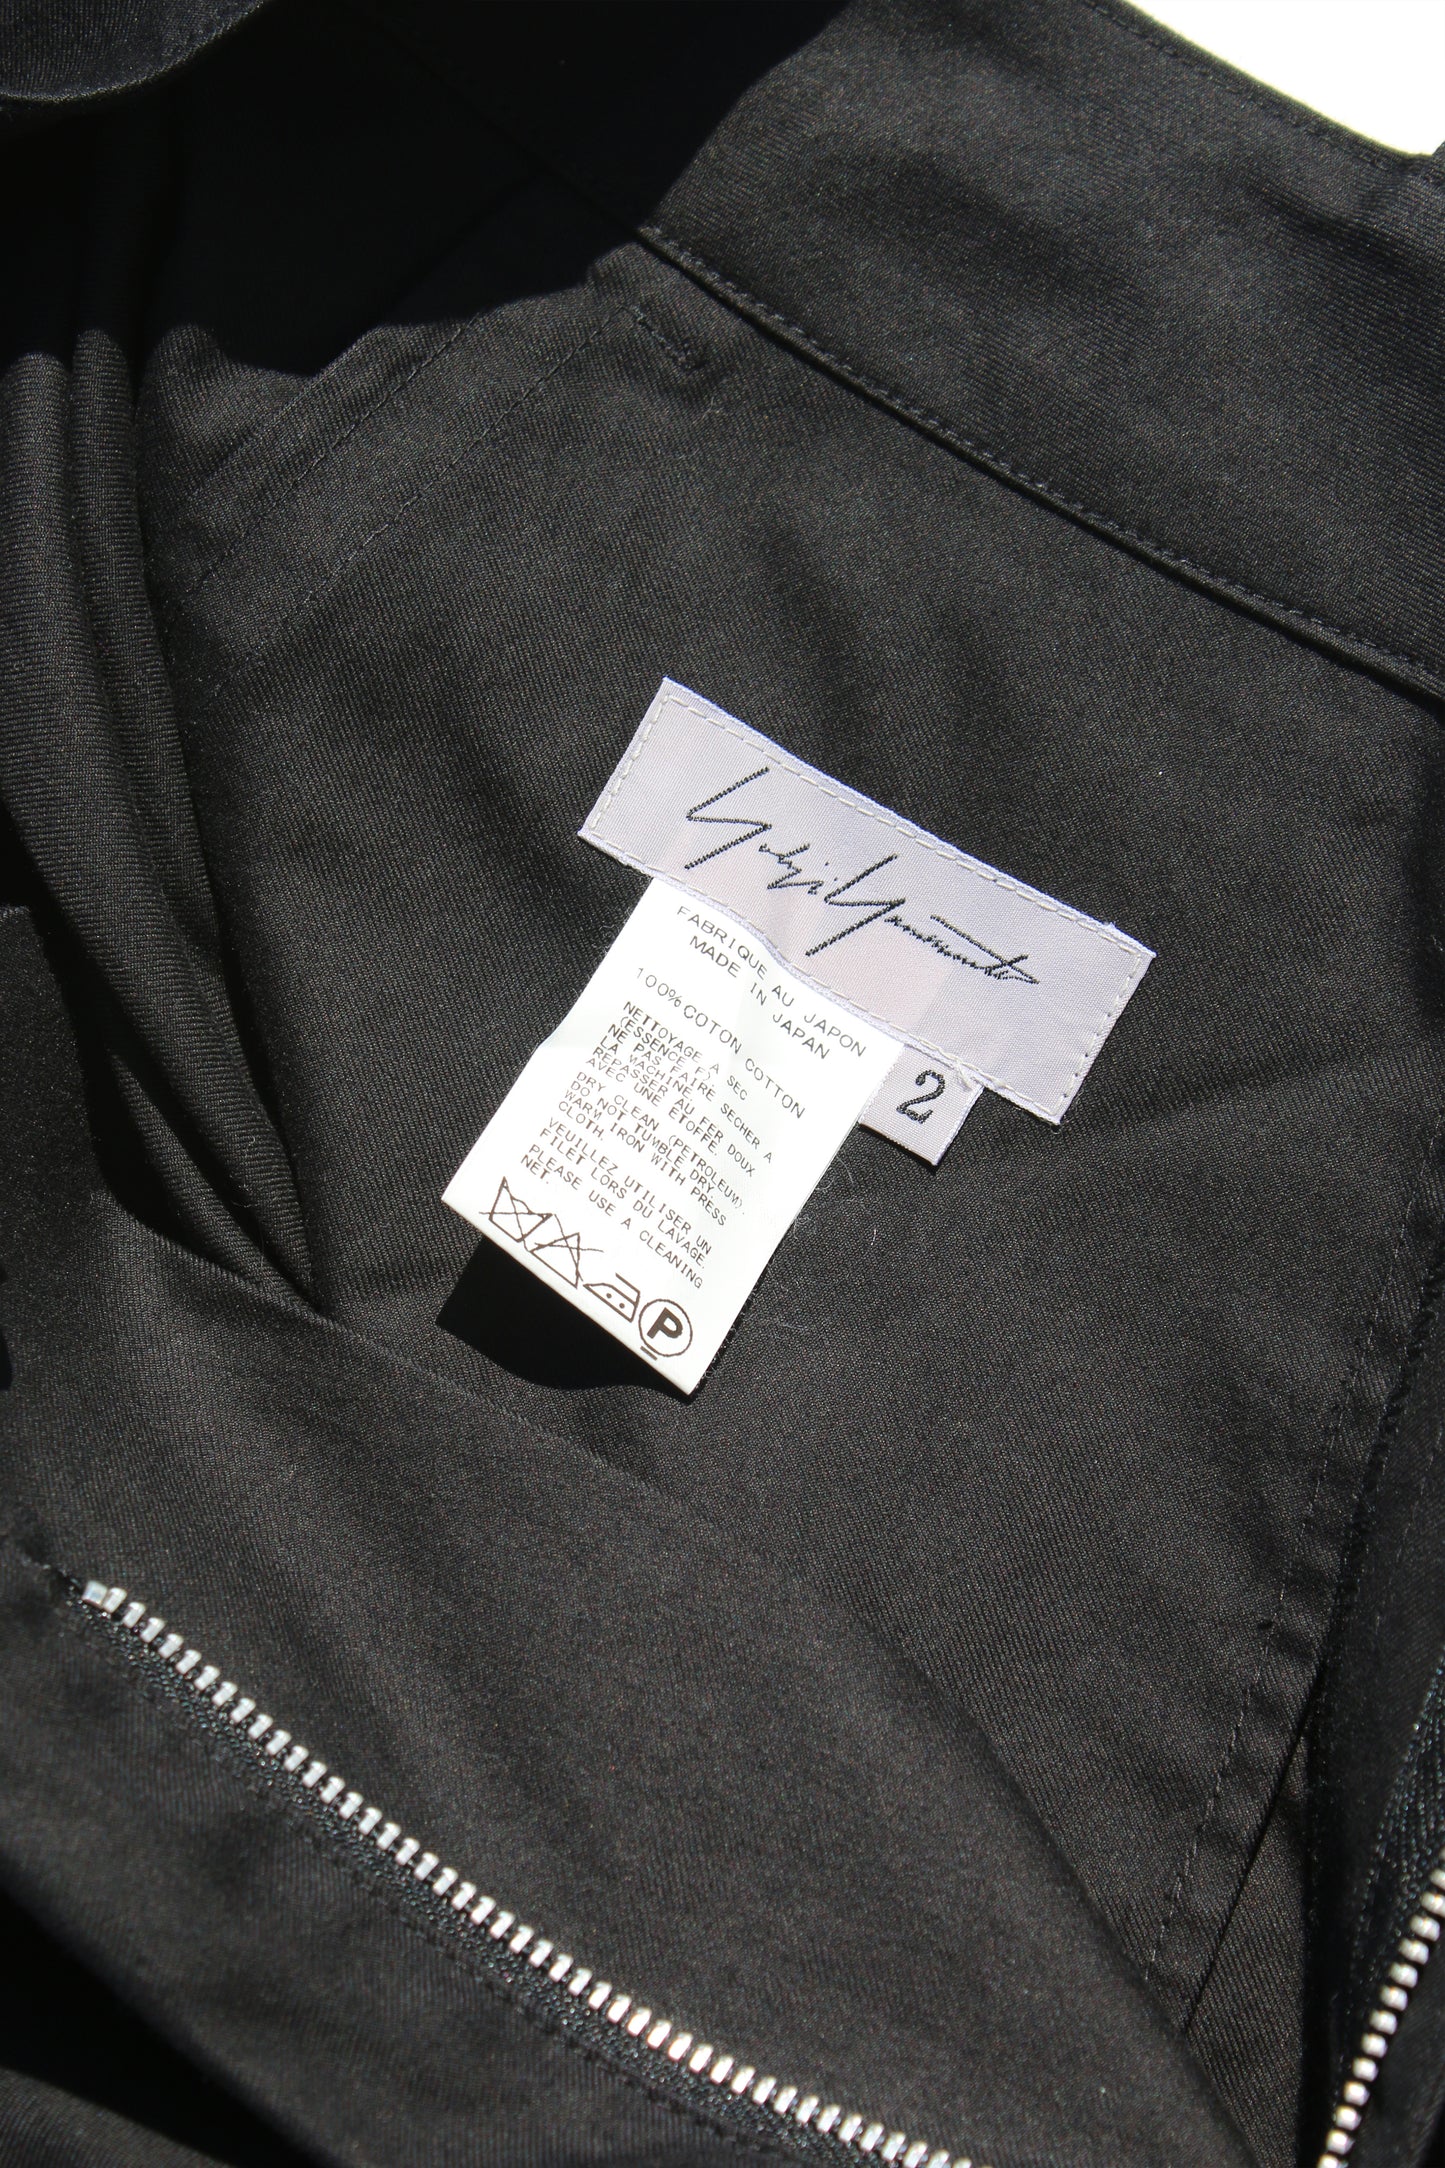 Yohji Yamamoto
2
FABRIQUE AU JAPON
MADE IN JAPAN
100%COTON COTTON
NETTOYAGE A SEC
(ESSENCE F)
NE PAS FAIRE SECHER A
LA MACHINE.
REPASSER AU FER DOUX
AVEC UNE ETOFFE.
DRY CLEAN (PETROLEUM).
DO NOT TUMBLE DRY.
WARM IRON WITH PRESS
CLOTH.
VEUILLEZ UTILISER UN
FILET LORS DU LAVAGE.
PLEASE USE A CLEANING
NET.
P